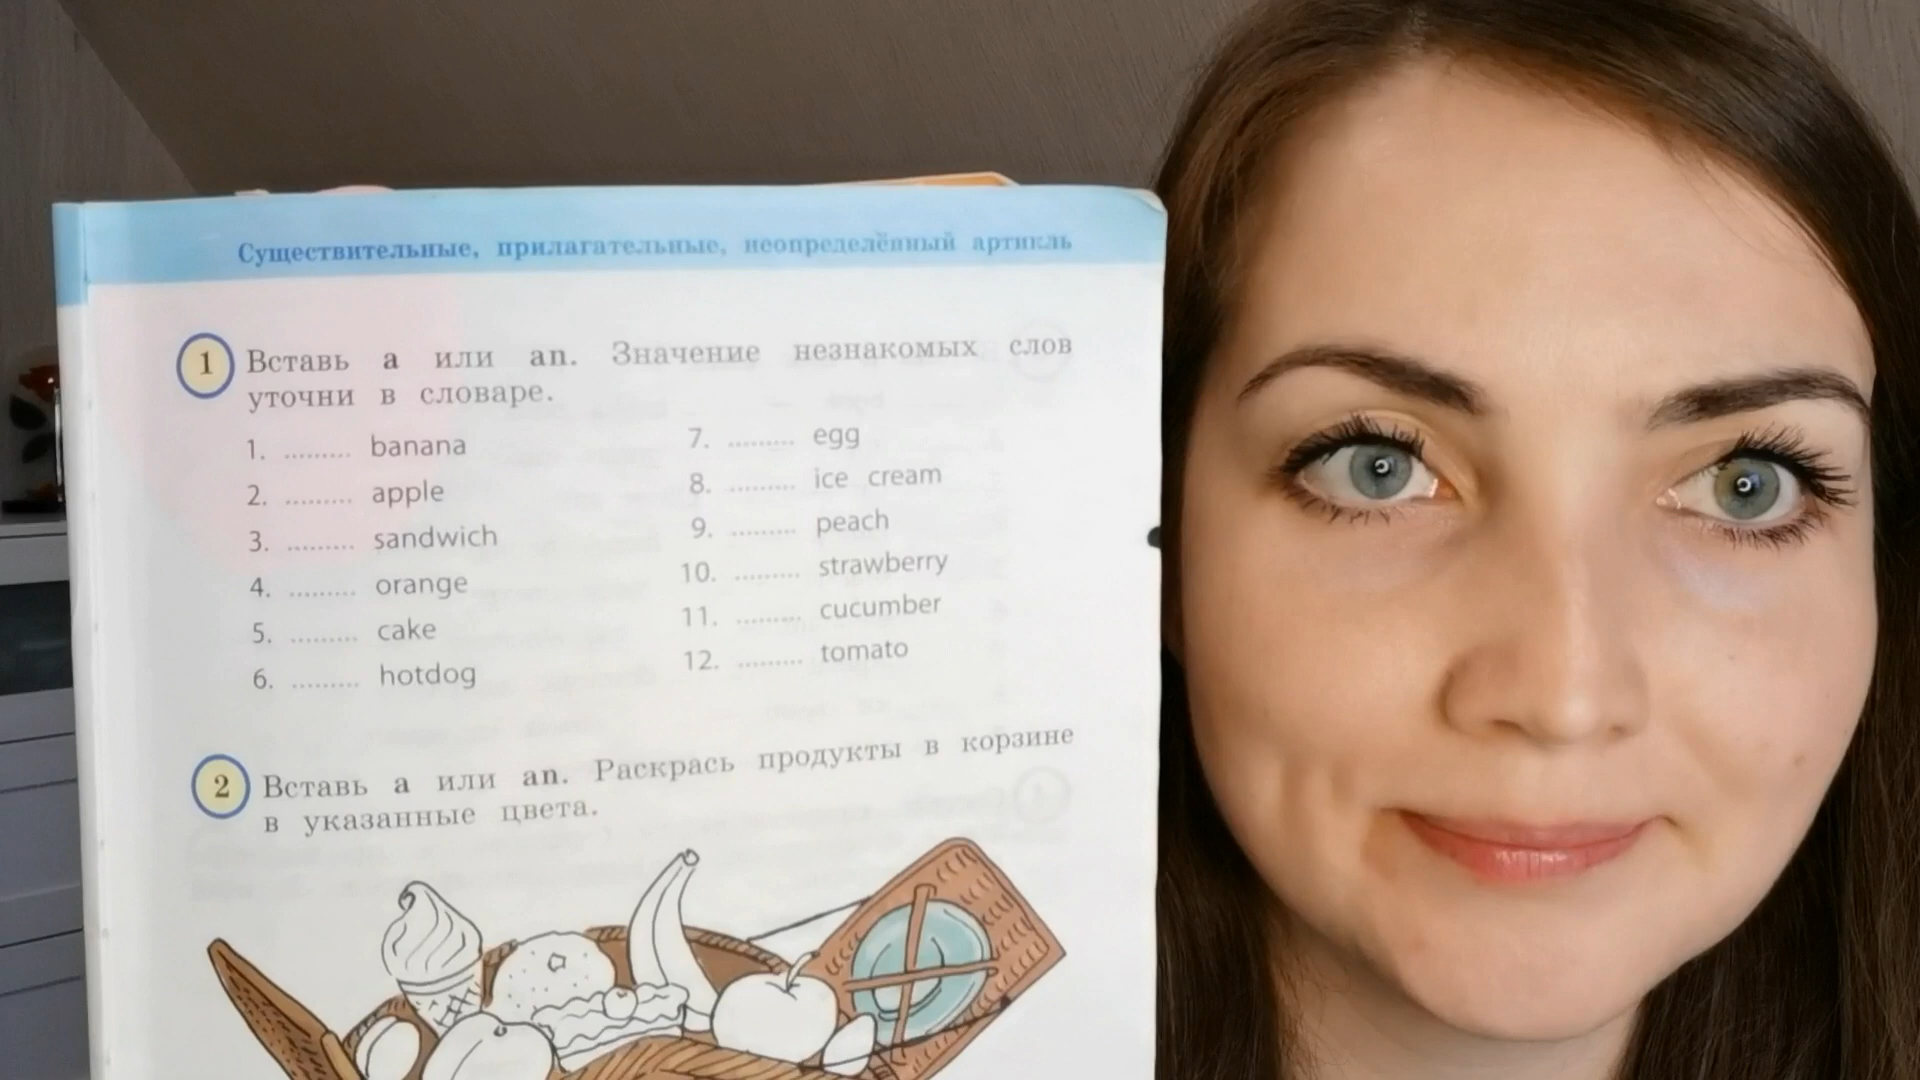 Существительные, прилагательные, неопределённый артикль
1 Вставь a или an. Значение незнакомых слов
уточни в словаре.
1. ......... banana
2. ......... apple
3. ......... sandwich
4. ......... orange
5. ......... cake
6. ......... hotdog
7. ......... egg
8. ......... ice cream
9. ......... peach
10. ......... strawberry
11. ......... cucumber
12. ......... tomato
2 Вставь a или an. Раскрась продукты в корзине
в указанные цвета.